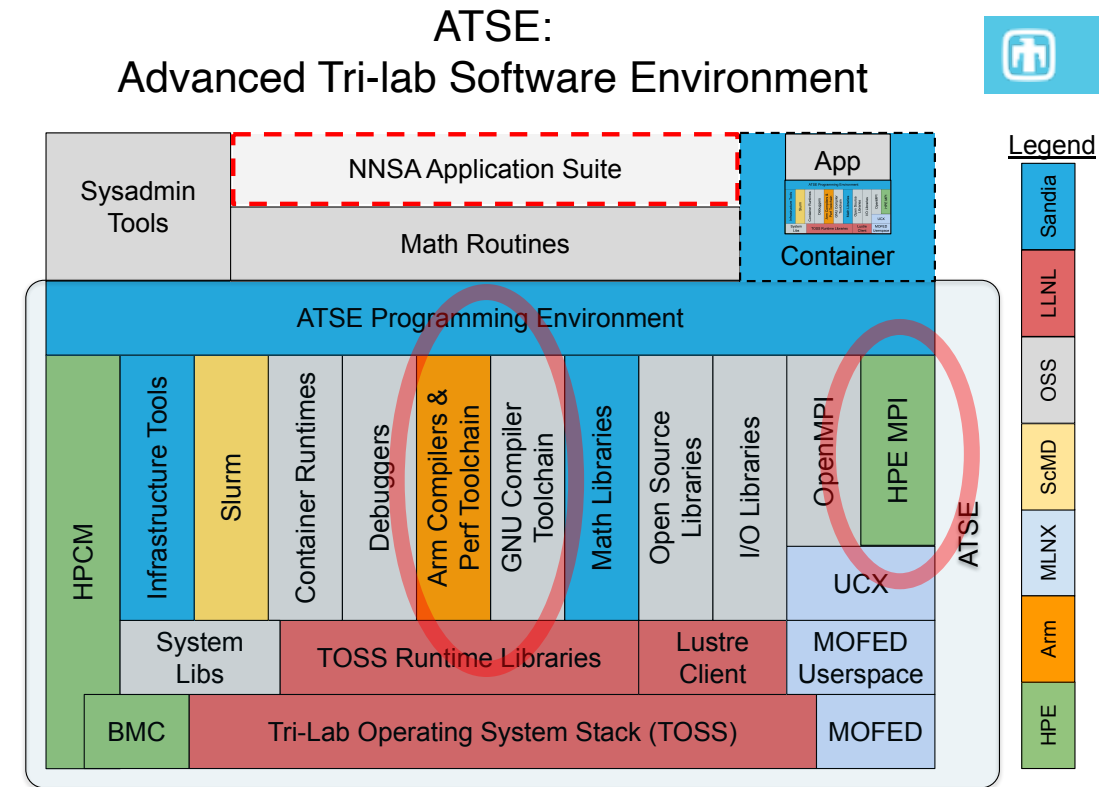 ATSE:
Advanced Tri-lab Software Environment
Legend
Sysadmin
Tools
NNSA Application Suite
Math Routines
App
Container
ATSE Programming Environment
HPCM
Infrastructure Tools
Slurm
Container Runtimes
Debuggers
Arm Compilers &
Perf Toolchain
GNU Compiler
Toolchain
Math Libraries
Open Source
Libraries
I/O Libraries
OpenMPI
HPE MPI
UCX
ATSE
System
Libs
TOSS Runtime Libraries
Lustre
Client
MOFED
Userspace
BMC
Tri-Lab Operating System Stack (TOSS)
MOFED
Sandia
LLNL
OSS
ScMD
MLNX
Arm
HPE